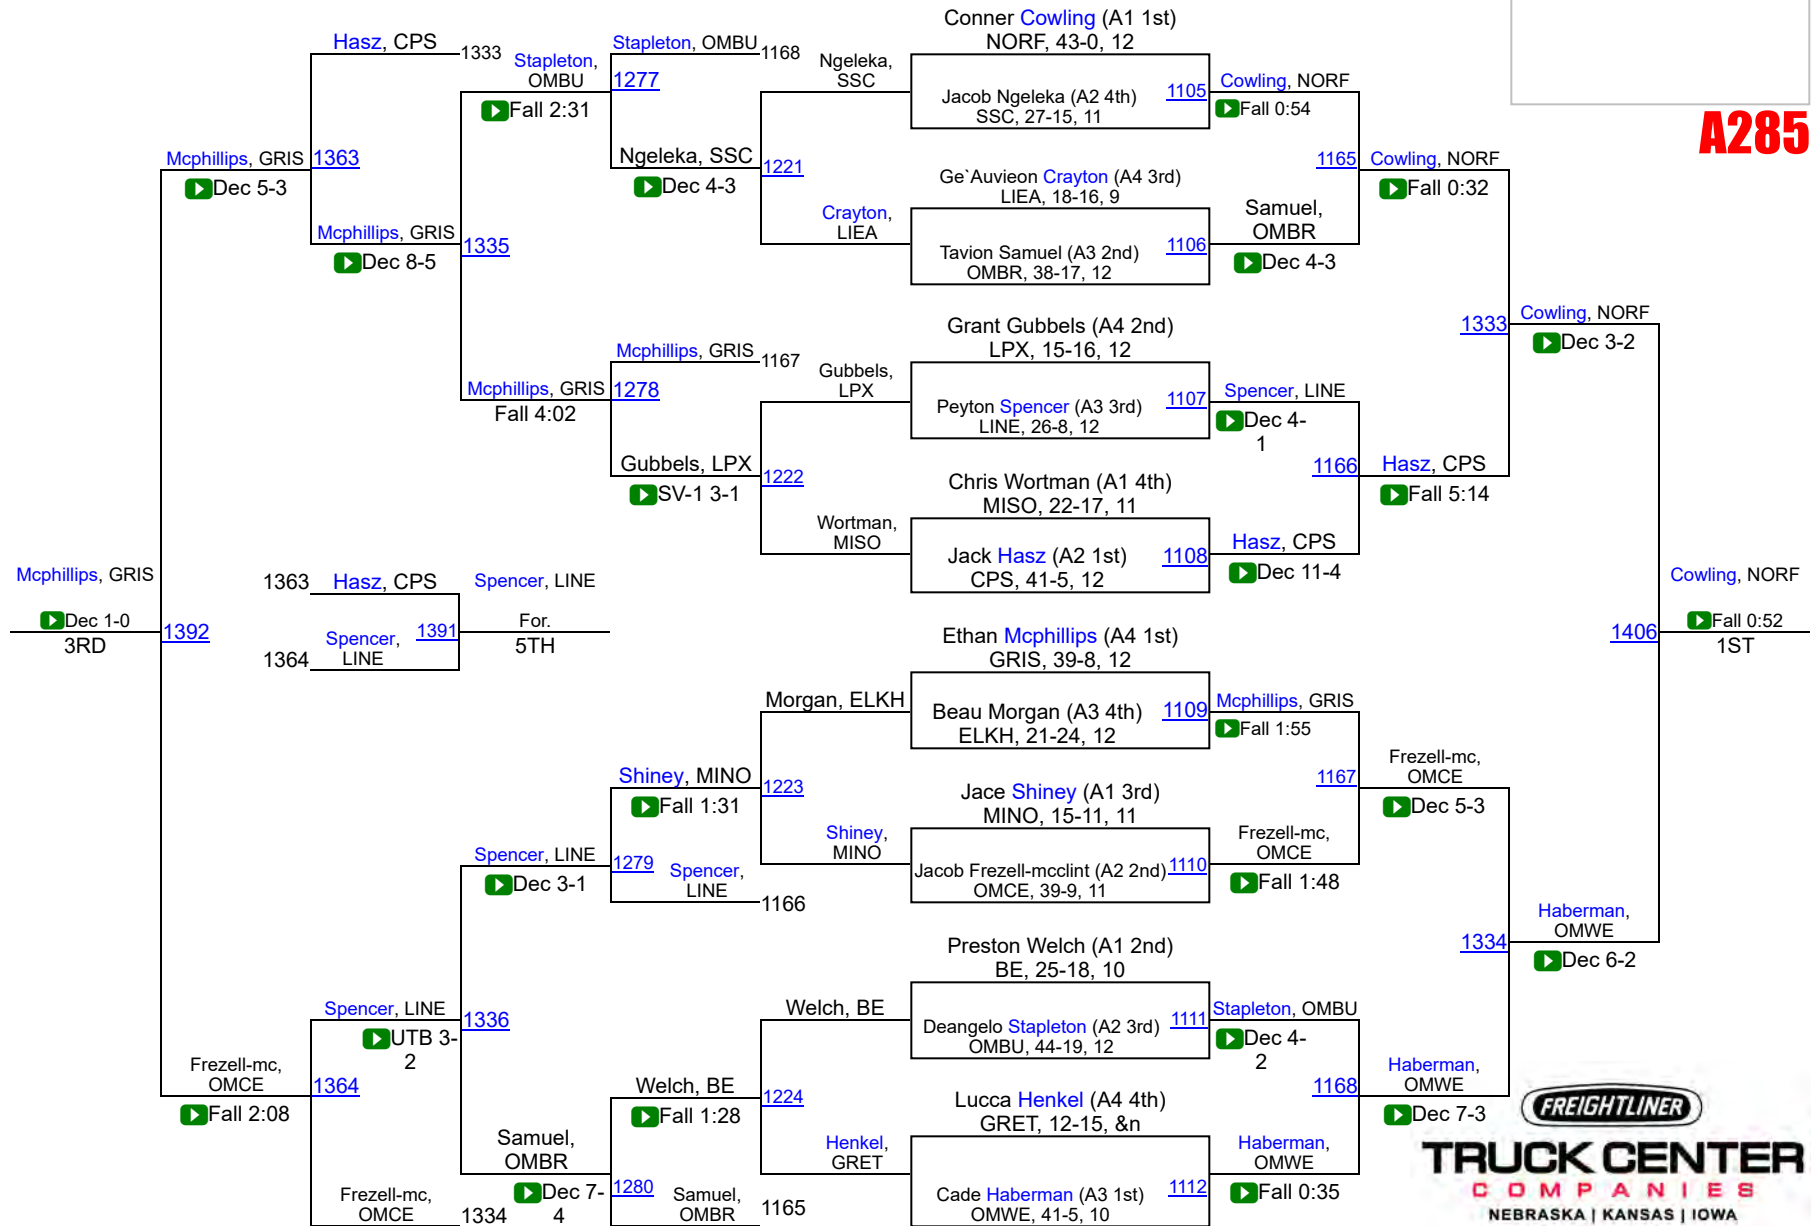 A285
Conner Cowling (A1 1st)
NORF, 43-0, 12
Jacob Ngeleka (A2 4th)
SSC, 27-15, 11
1105
Ge`Auvieon Crayton (A4 3rd)
LIEA, 18-16, 9
Tavion Samuel (A3 2nd)
OMBR, 38-17, 12
1106
Grant Gubbels (A4 2nd)
LPX, 15-16, 12
Peyton Spencer (A3 3rd)
LINE, 26-8, 12
1107
Chris Wortman (A1 4th)
MISO, 22-17, 11
Jack Hasz (A2 1st)
CPS, 41-5, 12
1108
Ethan Mcphillips (A4 1st)
GRIS, 39-8, 12
Beau Morgan (A3 4th)
ELKH, 21-24, 12
1109
Jace Shiney (A1 3rd)
MINO, 15-11, 11
Jacob Frezell-mcclint (A2 2nd)
OMCE, 39-9, 11
1110
Preston Welch (A1 2nd)
BE, 25-18, 10
Deangelo Stapleton (A2 3rd)
OMBU, 44-19, 12
1111
Lucca Henkel (A4 4th)
GRET, 12-15, &n
Cade Haberman (A3 1st)
OMWE, 41-5, 10
1112
Cowling, NORF
Fall 0:54
Samuel,
OMBR
Dec 4-3
1165
Spencer, LINE
Dec 4-
1
Hasz, CPS
Dec 11-4
1166
Mcphillips, GRIS
Fall 1:55
Frezell-mc,
OMCE
Fall 1:48
1167
Stapleton, OMBU
Dec 4-
2
Haberman,
OMWE
Fall 0:35
1168
Cowling, NORF
Fall 0:32
Hasz, CPS
Fall 5:14
1333
Frezell-mc,
OMCE
Dec 5-3
Haberman,
OMWE
Dec 7-3
1334
Cowling, NORF
Dec 3-2
Haberman,
OMWE
Dec 6-2
1406
Cowling, NORF
Fall 0:52
1ST
Ngeleka,
SSC
Crayton,
LIEA
1221
Gubbels,
LPX
Wortman,
MISO
1222
Morgan, ELKH
Shiney,
MINO
1223
Welch, BE
Henkel,
GRET
1224
Stapleton, OMBU
1168
Ngeleka, SSC
Dec 4-3
1277
Mcphillips, GRIS
1167
Gubbels, LPX
SV-1 3-1
1278
Shiney, MINO
Fall 1:31
1279
Spencer,
LINE
1166
Welch, BE
Fall 1:28
1280
Samuel,
OMBR
1165
Stapleton,
OMBU
Fall 2:31
Mcphillips, GRIS
Fall 4:02
1335
Spencer, LINE
Dec 3-1
Samuel,
OMBR
Dec 7-
4
1336
Hasz, CPS
1333
Mcphillips, GRIS
Dec 8-5
1363
Spencer, LINE
UTB 3-
2
1364
Frezell-mc,
OMCE
1334
Mcphillips, GRIS
Dec 5-3
Frezell-mc,
OMCE
Fall 2:08
1392
Mcphillips, GRIS
Dec 1-0
3RD
1363
Hasz, CPS
1364
Spencer,
LINE
1391
Spencer, LINE
For.
5TH
FREIGHTLINER
TRUCK CENTER
COMPANIES
NEBRASKA | KANSAS | IOWA